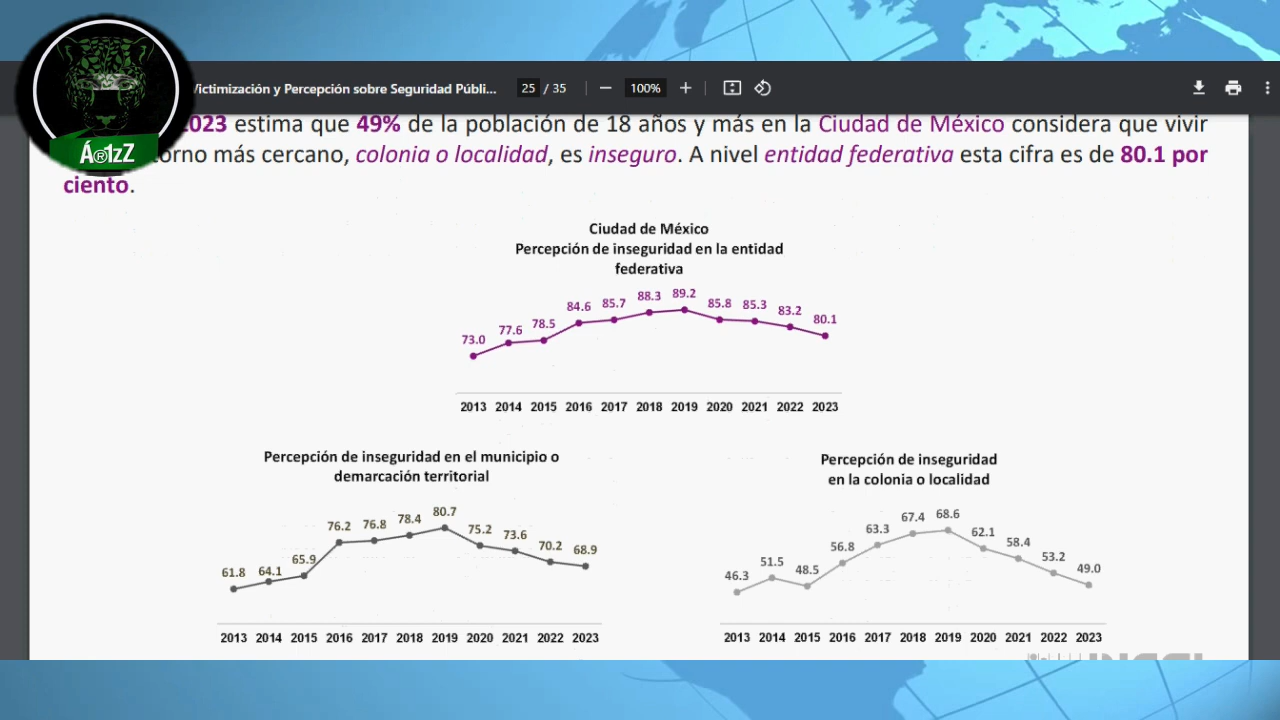 Á®1zZ
Victimización y Percepción sobre Seguridad Públi... 25 / 35 — 100% +
2023 estima que 49% de la población de 18 años y más en la Ciudad de México considera que vivir
torno más cercano, colonia o localidad, es inseguro. A nivel entidad federativa esta cifra es de 80.1 por
ciento.
Ciudad de México
Percepción de inseguridad en la entidad
federativa
73.0 77.6 78.5 84.6 85.7 88.3 89.2 85.8 85.3 83.2 80.1
2013 2014 2015 2016 2017 2018 2019 2020 2021 2022 2023
Percepción de inseguridad en el municipio o
demarcación territorial
61.8 64.1 65.9 76.2 76.8 78.4 80.7 75.2 73.6 70.2 68.9
2013 2014 2015 2016 2017 2018 2019 2020 2021 2022 2023
Percepción de inseguridad
en la colonia o localidad
46.3 51.5 48.5 56.8 63.3 67.4 68.6 62.1 58.4 53.2 49.0
2013 2014 2015 2016 2017 2018 2019 2020 2021 2022 2023